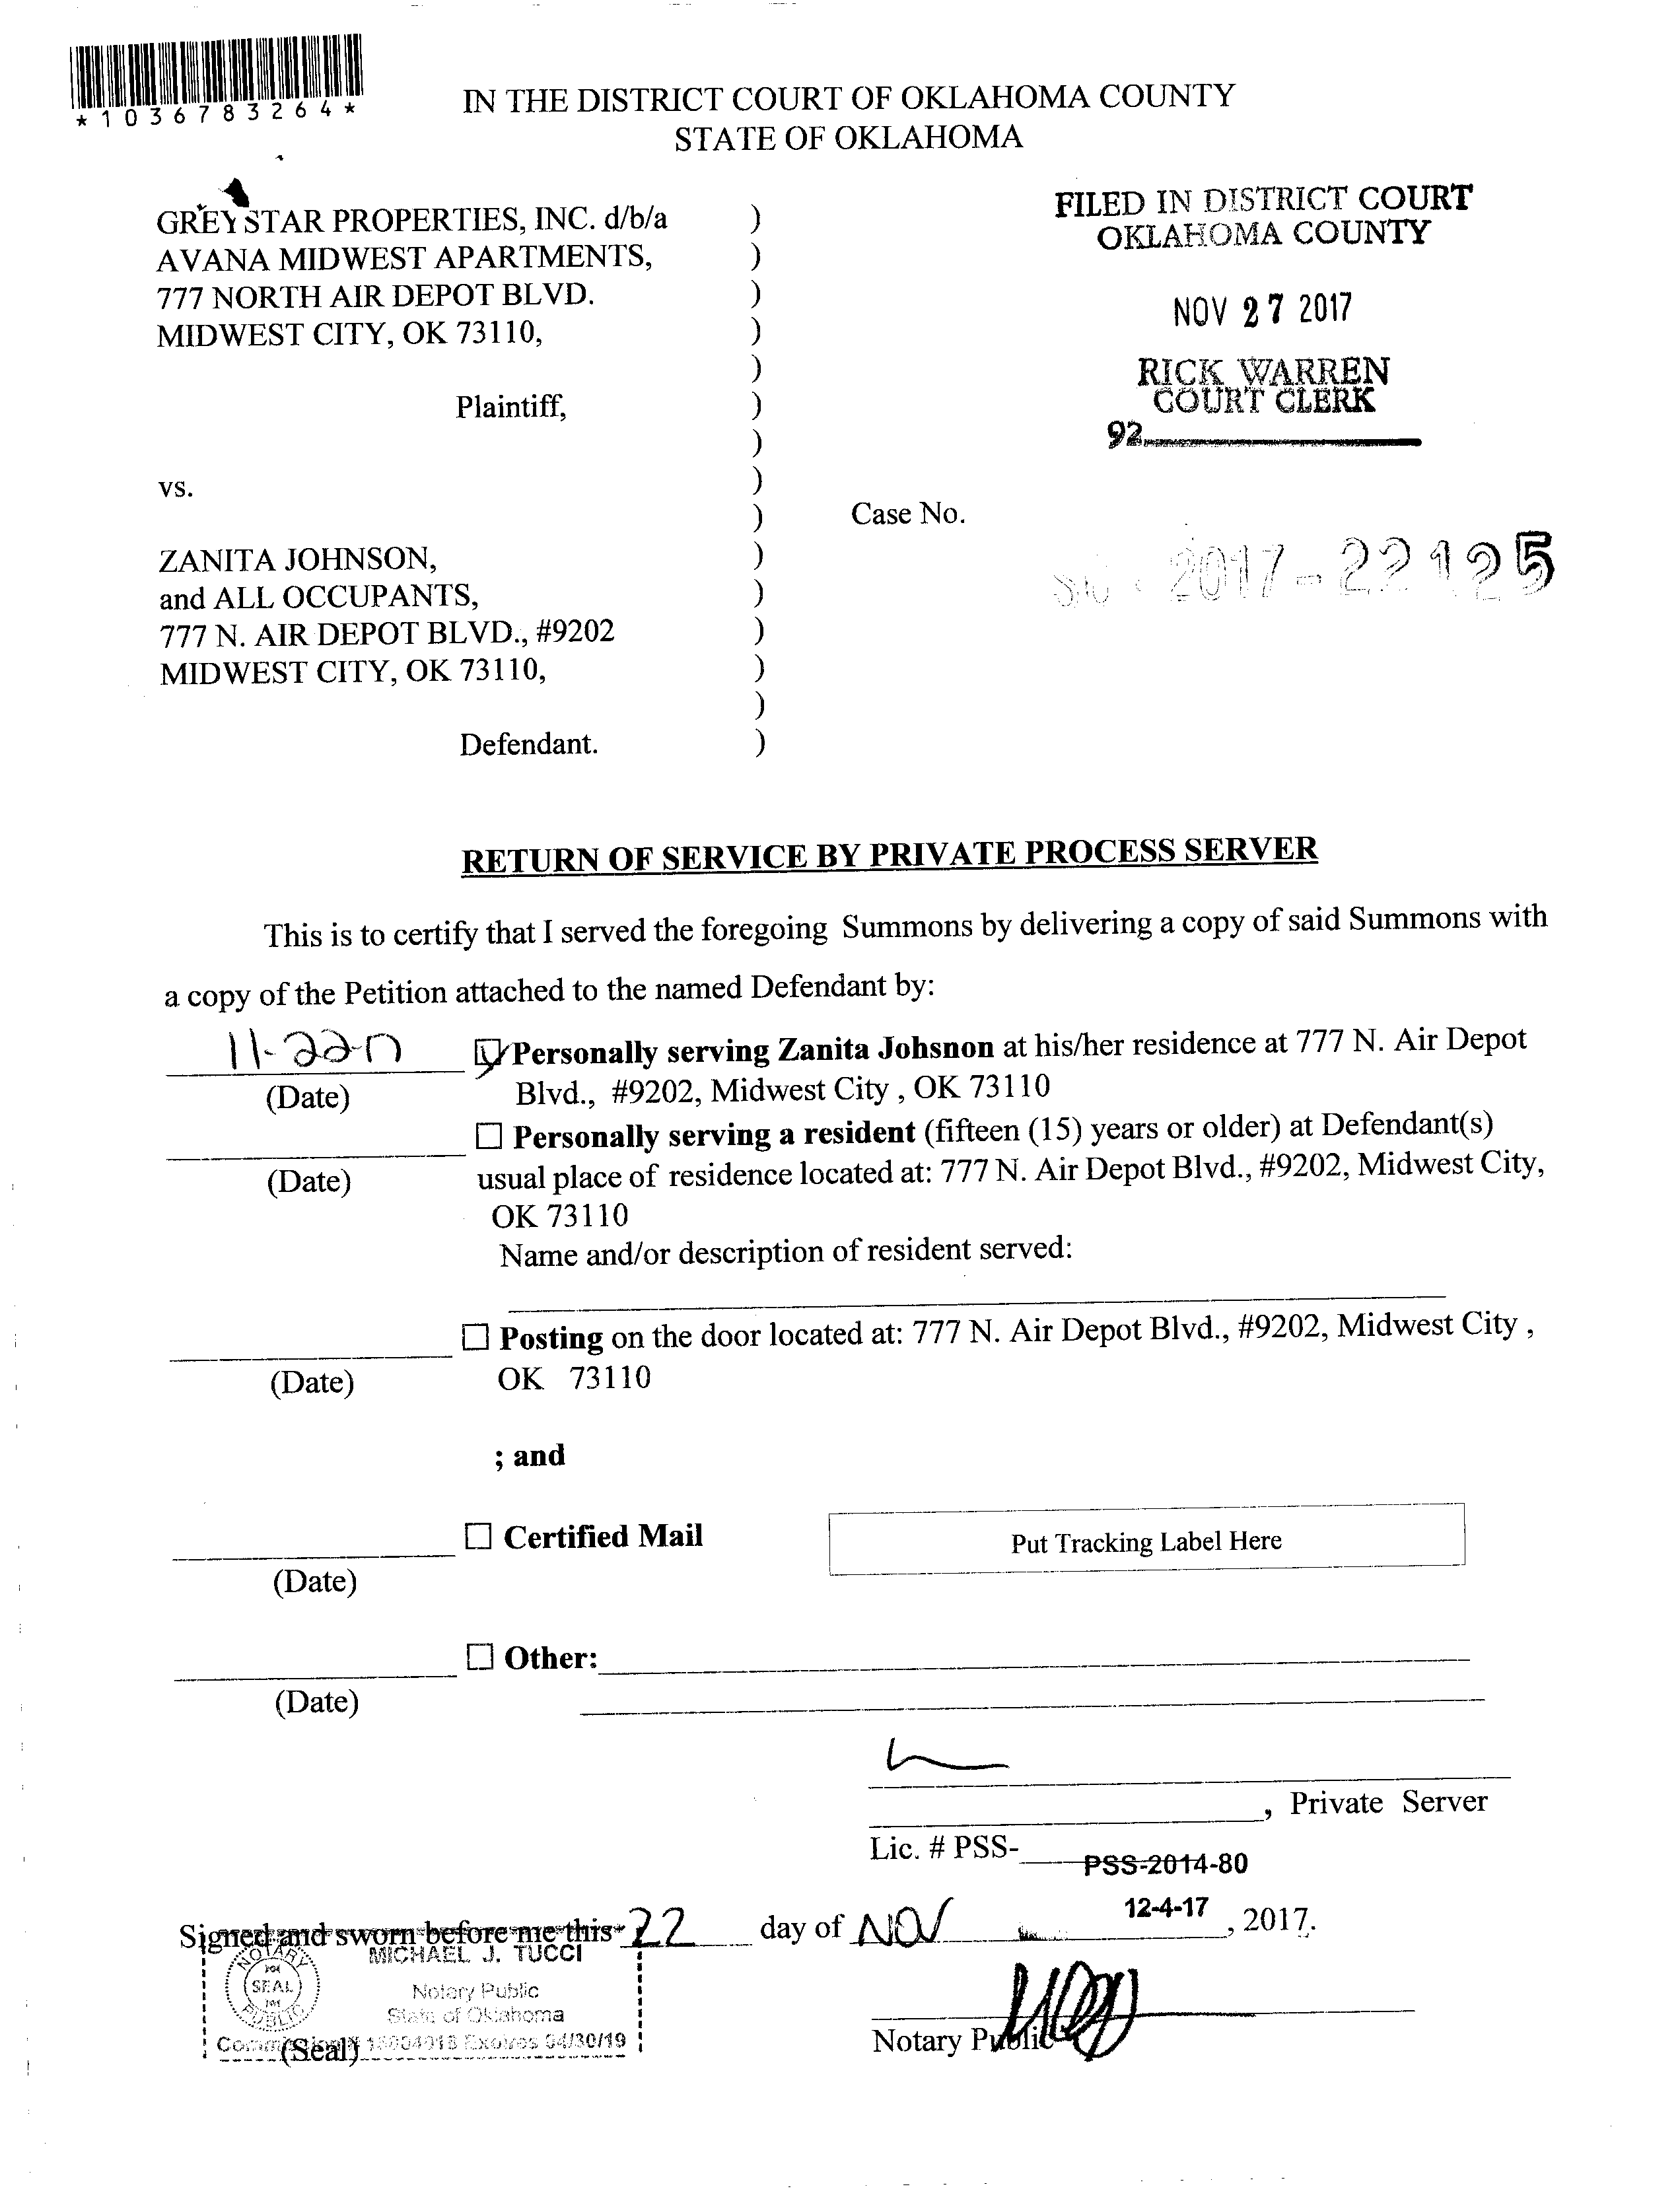 *1036783264*
IN THE DISTRICT COURT OF OKLAHOMA COUNTY
STATE OF OKLAHOMA
GREYSTAR PROPERTIES, INC. d/b/a )
AVANA MIDWEST APARTMENTS, )
777 NORTH AIR DEPOT BLVD. )
MIDWEST CITY, OK 73110, )
)
Plaintiff, )
)
vs. )
)
ZANITA JOHNSON, )
and ALL OCCUPANTS, )
777 N. AIR DEPOT BLVD., #9202 )
MIDWEST CITY, OK 73110, )
)
Defendant. )
FILED IN DISTRICT COURT
OKLAHOMA COUNTY
NOV 27 2017
RICK WARREN
COURT CLERK
92
Case No.
2017-22125
RETURN OF SERVICE BY PRIVATE PROCESS SERVER
This is to certify that I served the foregoing Summons by delivering a copy of said Summons with
a copy of the Petition attached to the named Defendant by:
11-22-17
(Date)
Personally serving Zanita Johsnon at his/her residence at 777 N. Air Depot
Blvd., #9202, Midwest City , OK 73110
(Date)
☐ Personally serving a resident (fifteen (15) years or older) at Defendant(s)
usual place of residence located at: 777 N. Air Depot Blvd., #9202, Midwest City,
OK 73110
Name and/or description of resident served:
(Date)
☐ Posting on the door located at: 777 N. Air Depot Blvd., #9202, Midwest City ,
OK 73110
; and
☐ Certified Mail
Put Tracking Label Here
(Date)
☐ Other:
(Date)
, Private Server
Lic. # PSS-
PSS-2014-80
12-4-17
Signed and sworn before me this 22 day of NOV , 2017.
MICHAEL J. TUCCI
NOTARY
SEAL
PUBLIC
Notary Public
State of Oklahoma
Expires 04/30/19
(Seal)
Notary Public